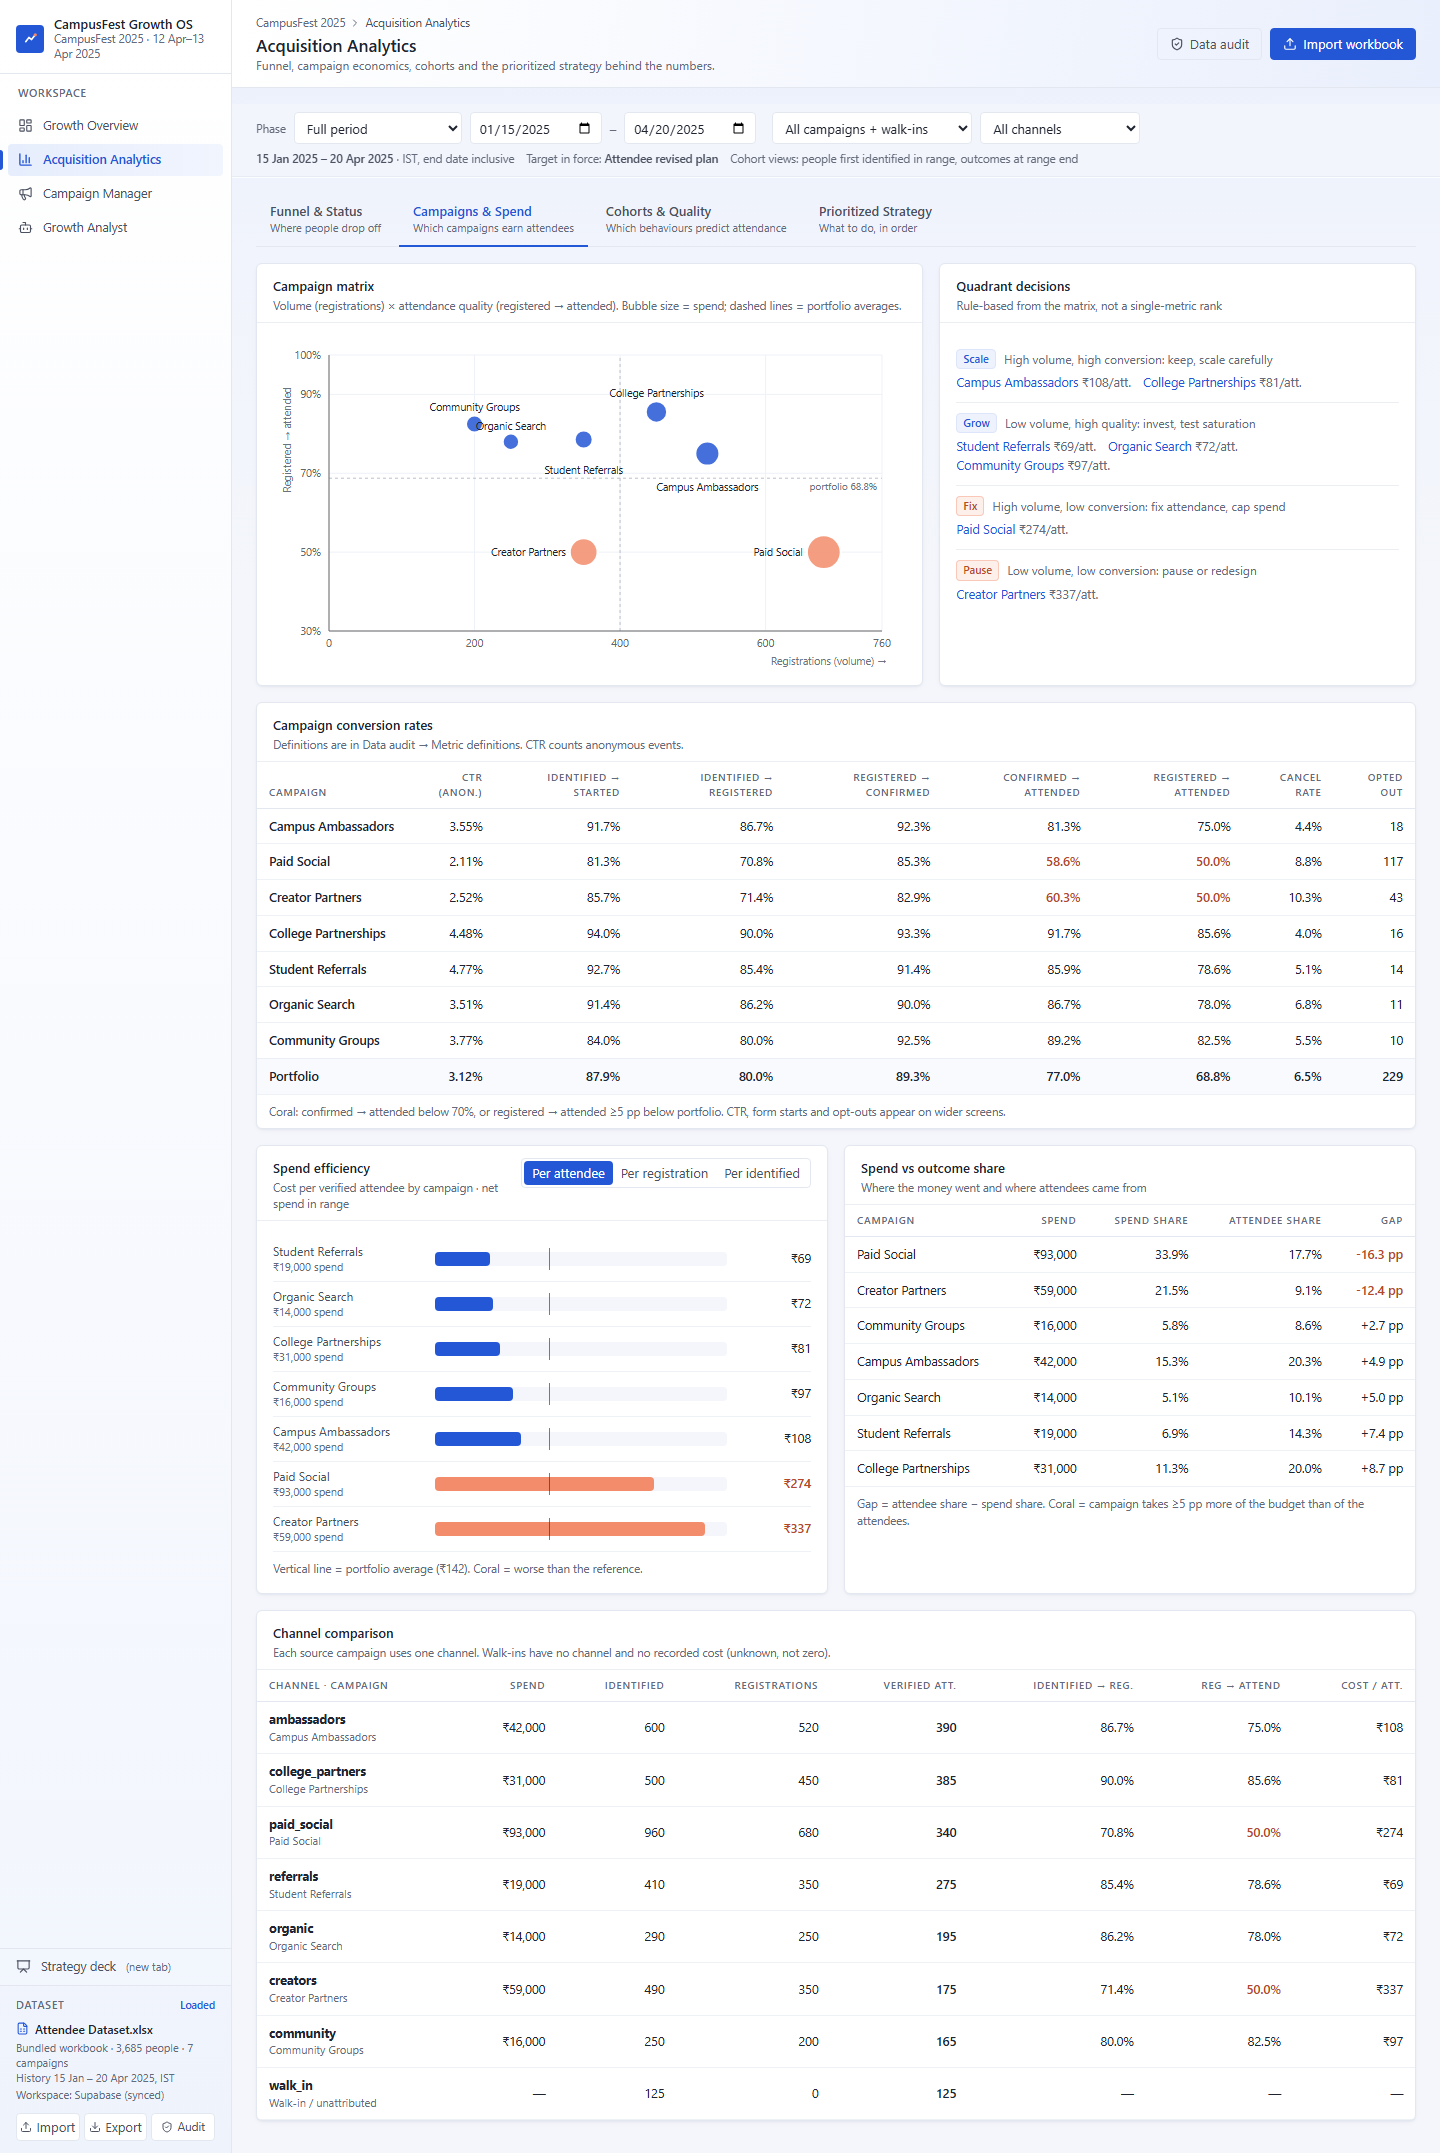 CampusFest Growth OS
CampusFest 2025 · 12 Apr–13
Apr 2025
WORKSPACE
Growth Overview
Acquisition Analytics
Campaign Manager
Growth Analyst
CampusFest 2025 > Acquisition Analytics
Acquisition Analytics
Funnel, campaign economics, cohorts and the prioritized strategy behind the numbers.
Data audit
Import workbook
Phase Full period 01/15/2025 – 04/20/2025 All campaigns + walk-ins All channels
15 Jan 2025 – 20 Apr 2025 · IST, end date inclusive Target in force: Attendee revised plan Cohort views: people first identified in range, outcomes at range end
Funnel & Status
Where people drop off
Campaigns & Spend
Which campaigns earn attendees
Cohorts & Quality
Which behaviours predict attendance
Prioritized Strategy
What to do, in order
Campaign matrix
Volume (registrations) × attendance quality (registered → attended). Bubble size = spend; dashed lines = portfolio averages.
Registered → attended
100%
90%
70%
50%
30%
College Partnerships
Community Groups
Organic Search
Student Referrals
Campus Ambassadors
portfolio 68.8%
Creator Partners
Paid Social
0 200 400 600 760
Registrations (volume) →
Quadrant decisions
Rule-based from the matrix, not a single-metric rank
Scale High volume, high conversion: keep, scale carefully
Campus Ambassadors ₹108/att. College Partnerships ₹81/att.
Grow Low volume, high quality: invest, test saturation
Student Referrals ₹69/att. Organic Search ₹72/att.
Community Groups ₹97/att.
Fix High volume, low conversion: fix attendance, cap spend
Paid Social ₹274/att.
Pause Low volume, low conversion: pause or redesign
Creator Partners ₹337/att.
Campaign conversion rates
Definitions are in Data audit → Metric definitions. CTR counts anonymous events.
CTR IDENTIFIED → IDENTIFIED → REGISTERED → CONFIRMED → REGISTERED → CANCEL OPTED
CAMPAIGN (ANON.) STARTED REGISTERED CONFIRMED ATTENDED ATTENDED RATE OUT
Campus Ambassadors 3.55% 91.7% 86.7% 92.3% 81.3% 75.0% 4.4% 18
Paid Social 2.11% 81.3% 70.8% 85.3% 58.6% 50.0% 8.8% 117
Creator Partners 2.52% 85.7% 71.4% 82.9% 60.3% 50.0% 10.3% 43
College Partnerships 4.48% 94.0% 90.0% 93.3% 91.7% 85.6% 4.0% 16
Student Referrals 4.77% 92.7% 85.4% 91.4% 85.9% 78.6% 5.1% 14
Organic Search 3.51% 91.4% 86.2% 90.0% 86.7% 78.0% 6.8% 11
Community Groups 3.77% 84.0% 80.0% 92.5% 89.2% 82.5% 5.5% 10
Portfolio 3.12% 87.9% 80.0% 89.3% 77.0% 68.8% 6.5% 229
Coral: confirmed → attended below 70%, or registered → attended ≥5 pp below portfolio. CTR, form starts and opt-outs appear on wider screens.
Spend efficiency
Cost per verified attendee by campaign · net
spend in range
Per attendee Per registration Per identified
Student Referrals
₹19,000 spend ₹69
Organic Search
₹14,000 spend ₹72
College Partnerships
₹31,000 spend ₹81
Community Groups
₹16,000 spend ₹97
Campus Ambassadors
₹42,000 spend ₹108
Paid Social
₹93,000 spend ₹274
Creator Partners
₹59,000 spend ₹337
Vertical line = portfolio average (₹142). Coral = worse than the reference.
Spend vs outcome share
Where the money went and where attendees came from
CAMPAIGN SPEND SPEND SHARE ATTENDEE SHARE GAP
Paid Social ₹93,000 33.9% 17.7% -16.3 pp
Creator Partners ₹59,000 21.5% 9.1% -12.4 pp
Community Groups ₹16,000 5.8% 8.6% +2.7 pp
Campus Ambassadors ₹42,000 15.3% 20.3% +4.9 pp
Organic Search ₹14,000 5.1% 10.1% +5.0 pp
Student Referrals ₹19,000 6.9% 14.3% +7.4 pp
College Partnerships ₹31,000 11.3% 20.0% +8.7 pp
Gap = attendee share − spend share. Coral = campaign takes ≥5 pp more of the budget than of the
attendees.
Channel comparison
Each source campaign uses one channel. Walk-ins have no channel and no recorded cost (unknown, not zero).
CHANNEL · CAMPAIGN SPEND IDENTIFIED REGISTRATIONS VERIFIED ATT. IDENTIFIED → REG. REG → ATTEND COST / ATT.
ambassadors
Campus Ambassadors ₹42,000 600 520 390 86.7% 75.0% ₹108
college_partners
College Partnerships ₹31,000 500 450 385 90.0% 85.6% ₹81
paid_social
Paid Social ₹93,000 960 680 340 70.8% 50.0% ₹274
referrals
Student Referrals ₹19,000 410 350 275 85.4% 78.6% ₹69
organic
Organic Search ₹14,000 290 250 195 86.2% 78.0% ₹72
creators
Creator Partners ₹59,000 490 350 175 71.4% 50.0% ₹337
community
Community Groups ₹16,000 250 200 165 80.0% 82.5% ₹97
walk_in
Walk-in / unattributed — 125 0 125 — — —
Strategy deck (new tab)
DATASET Loaded
Attendee Dataset.xlsx
Bundled workbook · 3,685 people · 7
campaigns
History 15 Jan – 20 Apr 2025, IST
Workspace: Supabase (synced)
Import Export Audit